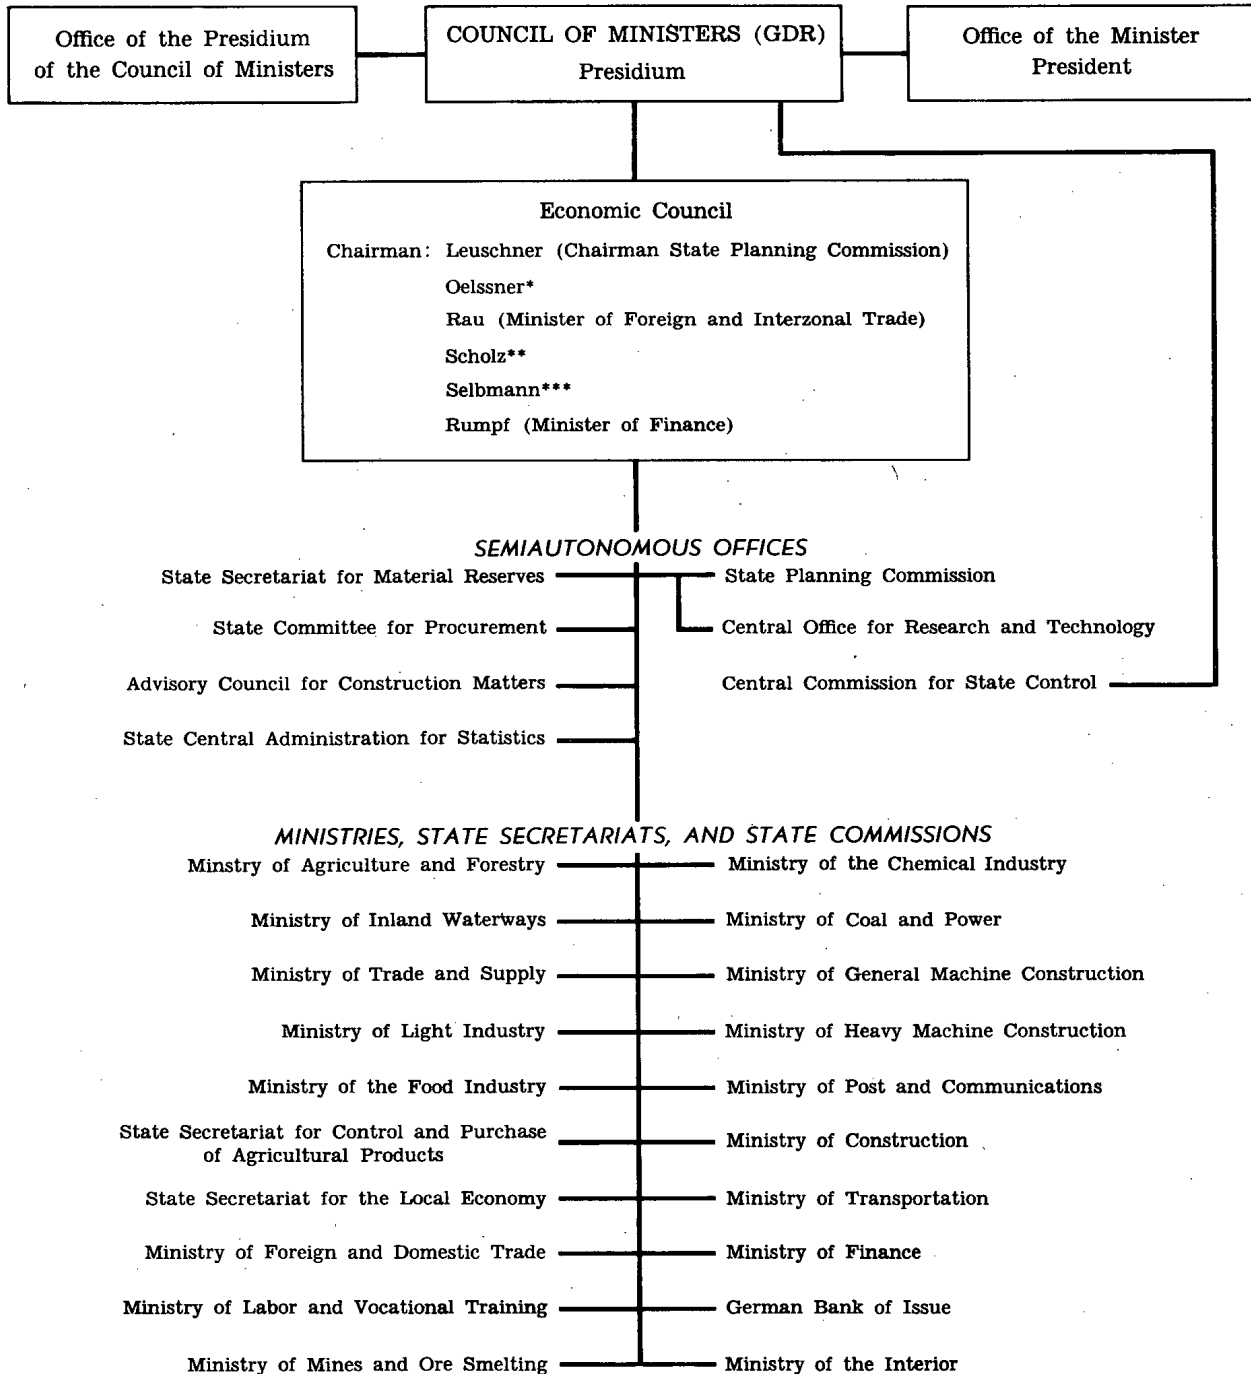 Office of the Presidium
of the Council of Ministers
COUNCIL OF MINISTERS (GDR)
Presidium
Office of the Minister
President
Economic Council
Chairman: Leuschner (Chairman State Planning Commission)
Oelssner*
Rau (Minister of Foreign and Interzonal Trade)
Scholz**
Selbmann***
Rumpf (Minister of Finance)
SEMIAUTONOMOUS OFFICES
State Secretariat for Material Reserves
State Planning Commission
State Committee for Procurement
Central Office for Research and Technology
Advisory Council for Construction Matters
Central Commission for State Control
State Central Administration for Statistics
MINISTRIES, STATE SECRETARIATS, AND STATE COMMISSIONS
Minstry of Agriculture and Forestry
Ministry of the Chemical Industry
Ministry of Inland Waterways
Ministry of Coal and Power
Ministry of Trade and Supply
Ministry of General Machine Construction
Ministry of Light Industry
Ministry of Heavy Machine Construction
Ministry of the Food Industry
Ministry of Post and Communications
State Secretariat for Control and Purchase
of Agricultural Products
Ministry of Construction
State Secretariat for the Local Economy
Ministry of Transportation
Ministry of Foreign and Domestic Trade
Ministry of Finance
Ministry of Labor and Vocational Training
German Bank of Issue
Ministry of Mines and Ore Smelting
Ministry of the Interior